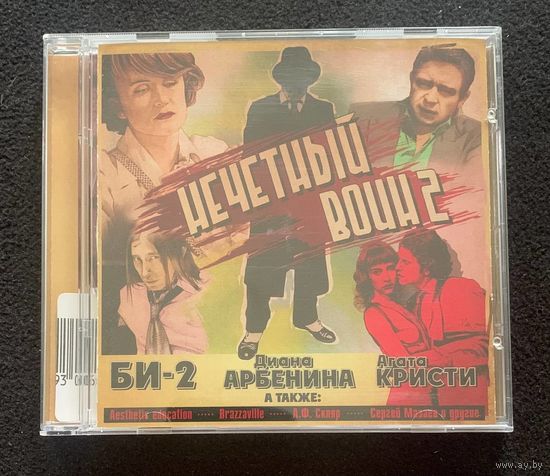 НЕЧЕТНЫЙ
ВОИН 2
БИ-2
Диана
АРБЕНИНА
Агата
КРИСТИ
А ТАКЖЕ:
Aesthetic education ····· Brazzaville ····· А.Ф. Скляр ····· Сергей Мазаев и другие
www.ay.by